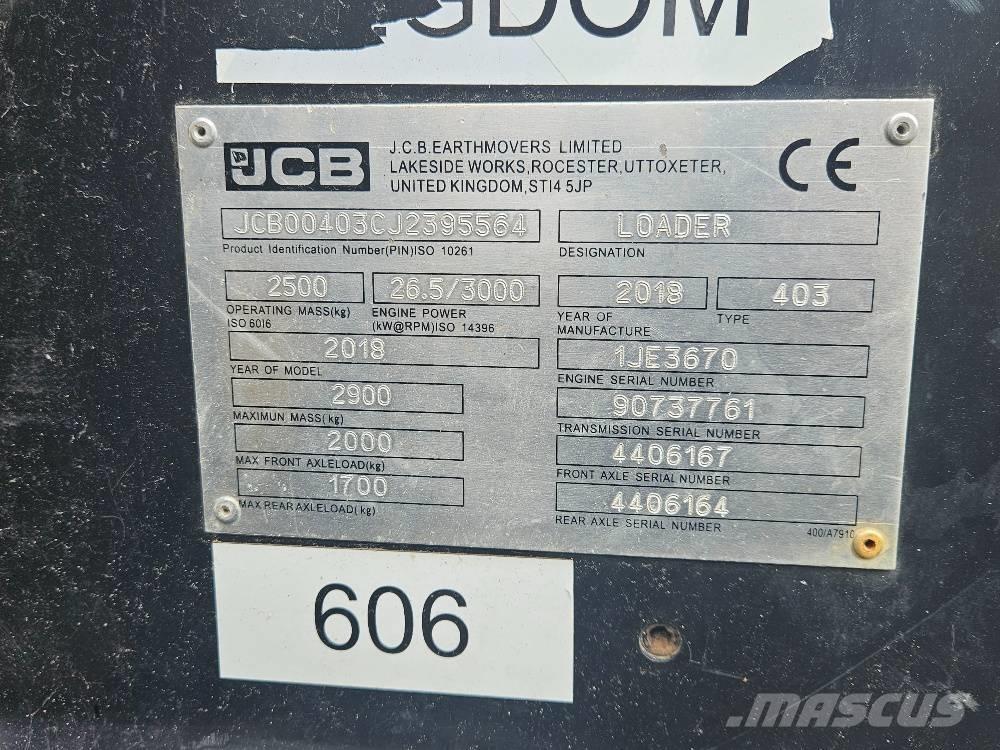 GDOM
JCB
J.C.B.EARTHMOVERS LIMITED
LAKESIDE WORKS,ROCESTER,UTTOXETER,
UNITED KINGDOM,ST14 5JP
CE
JCB00403CJ2395564
Product Identification Number(PIN)ISO 10261
LOADER
DESIGNATION
2500
OPERATING MASS(kg)
ISO 6016
26.5/3000
ENGINE POWER
(kW@RPM)ISO 14396
2018
YEAR OF
MANUFACTURE
403
TYPE
2018
YEAR OF MODEL
1JE3670
ENGINE SERIAL NUMBER
2900
MAXIMUN MASS(kg)
90737761
TRANSMISSION SERIAL NUMBER
2000
MAX FRONT AXLELOAD(kg)
4406167
FRONT AXLE SERIAL NUMBER
1700
MAX REAR AXLELOAD(kg)
4406164
REAR AXLE SERIAL NUMBER
400/A7910
606
MASCUS